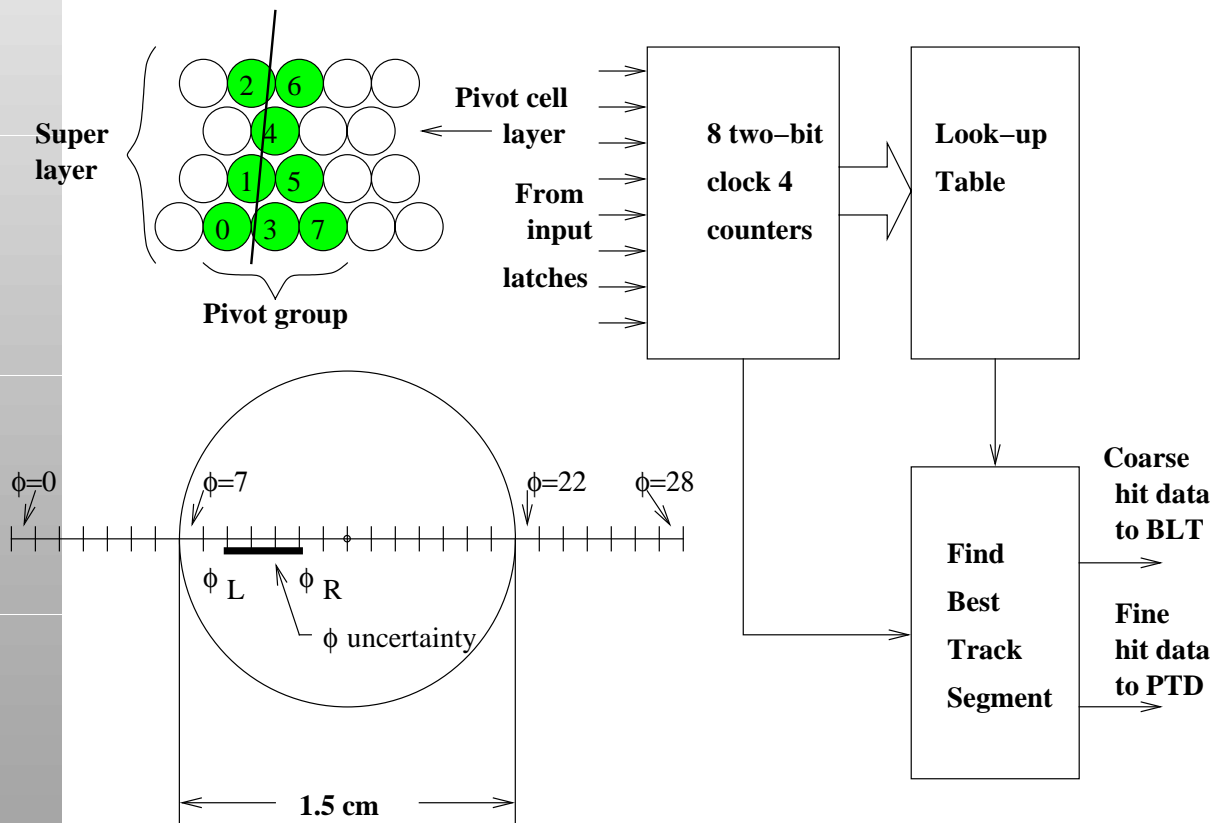 Super
layer
2 6
4
1 5
0 3 7
Pivot group
Pivot cell
layer
From
input
latches
8 two−bit
clock 4
counters
Look−up
Table
ϕ=0
ϕ=7
ϕ=22
ϕ=28
ϕ L
ϕ R
ϕ uncertainty
1.5 cm
Find
Best
Track
Segment
Coarse
hit data
to BLT
Fine
hit data
to PTD